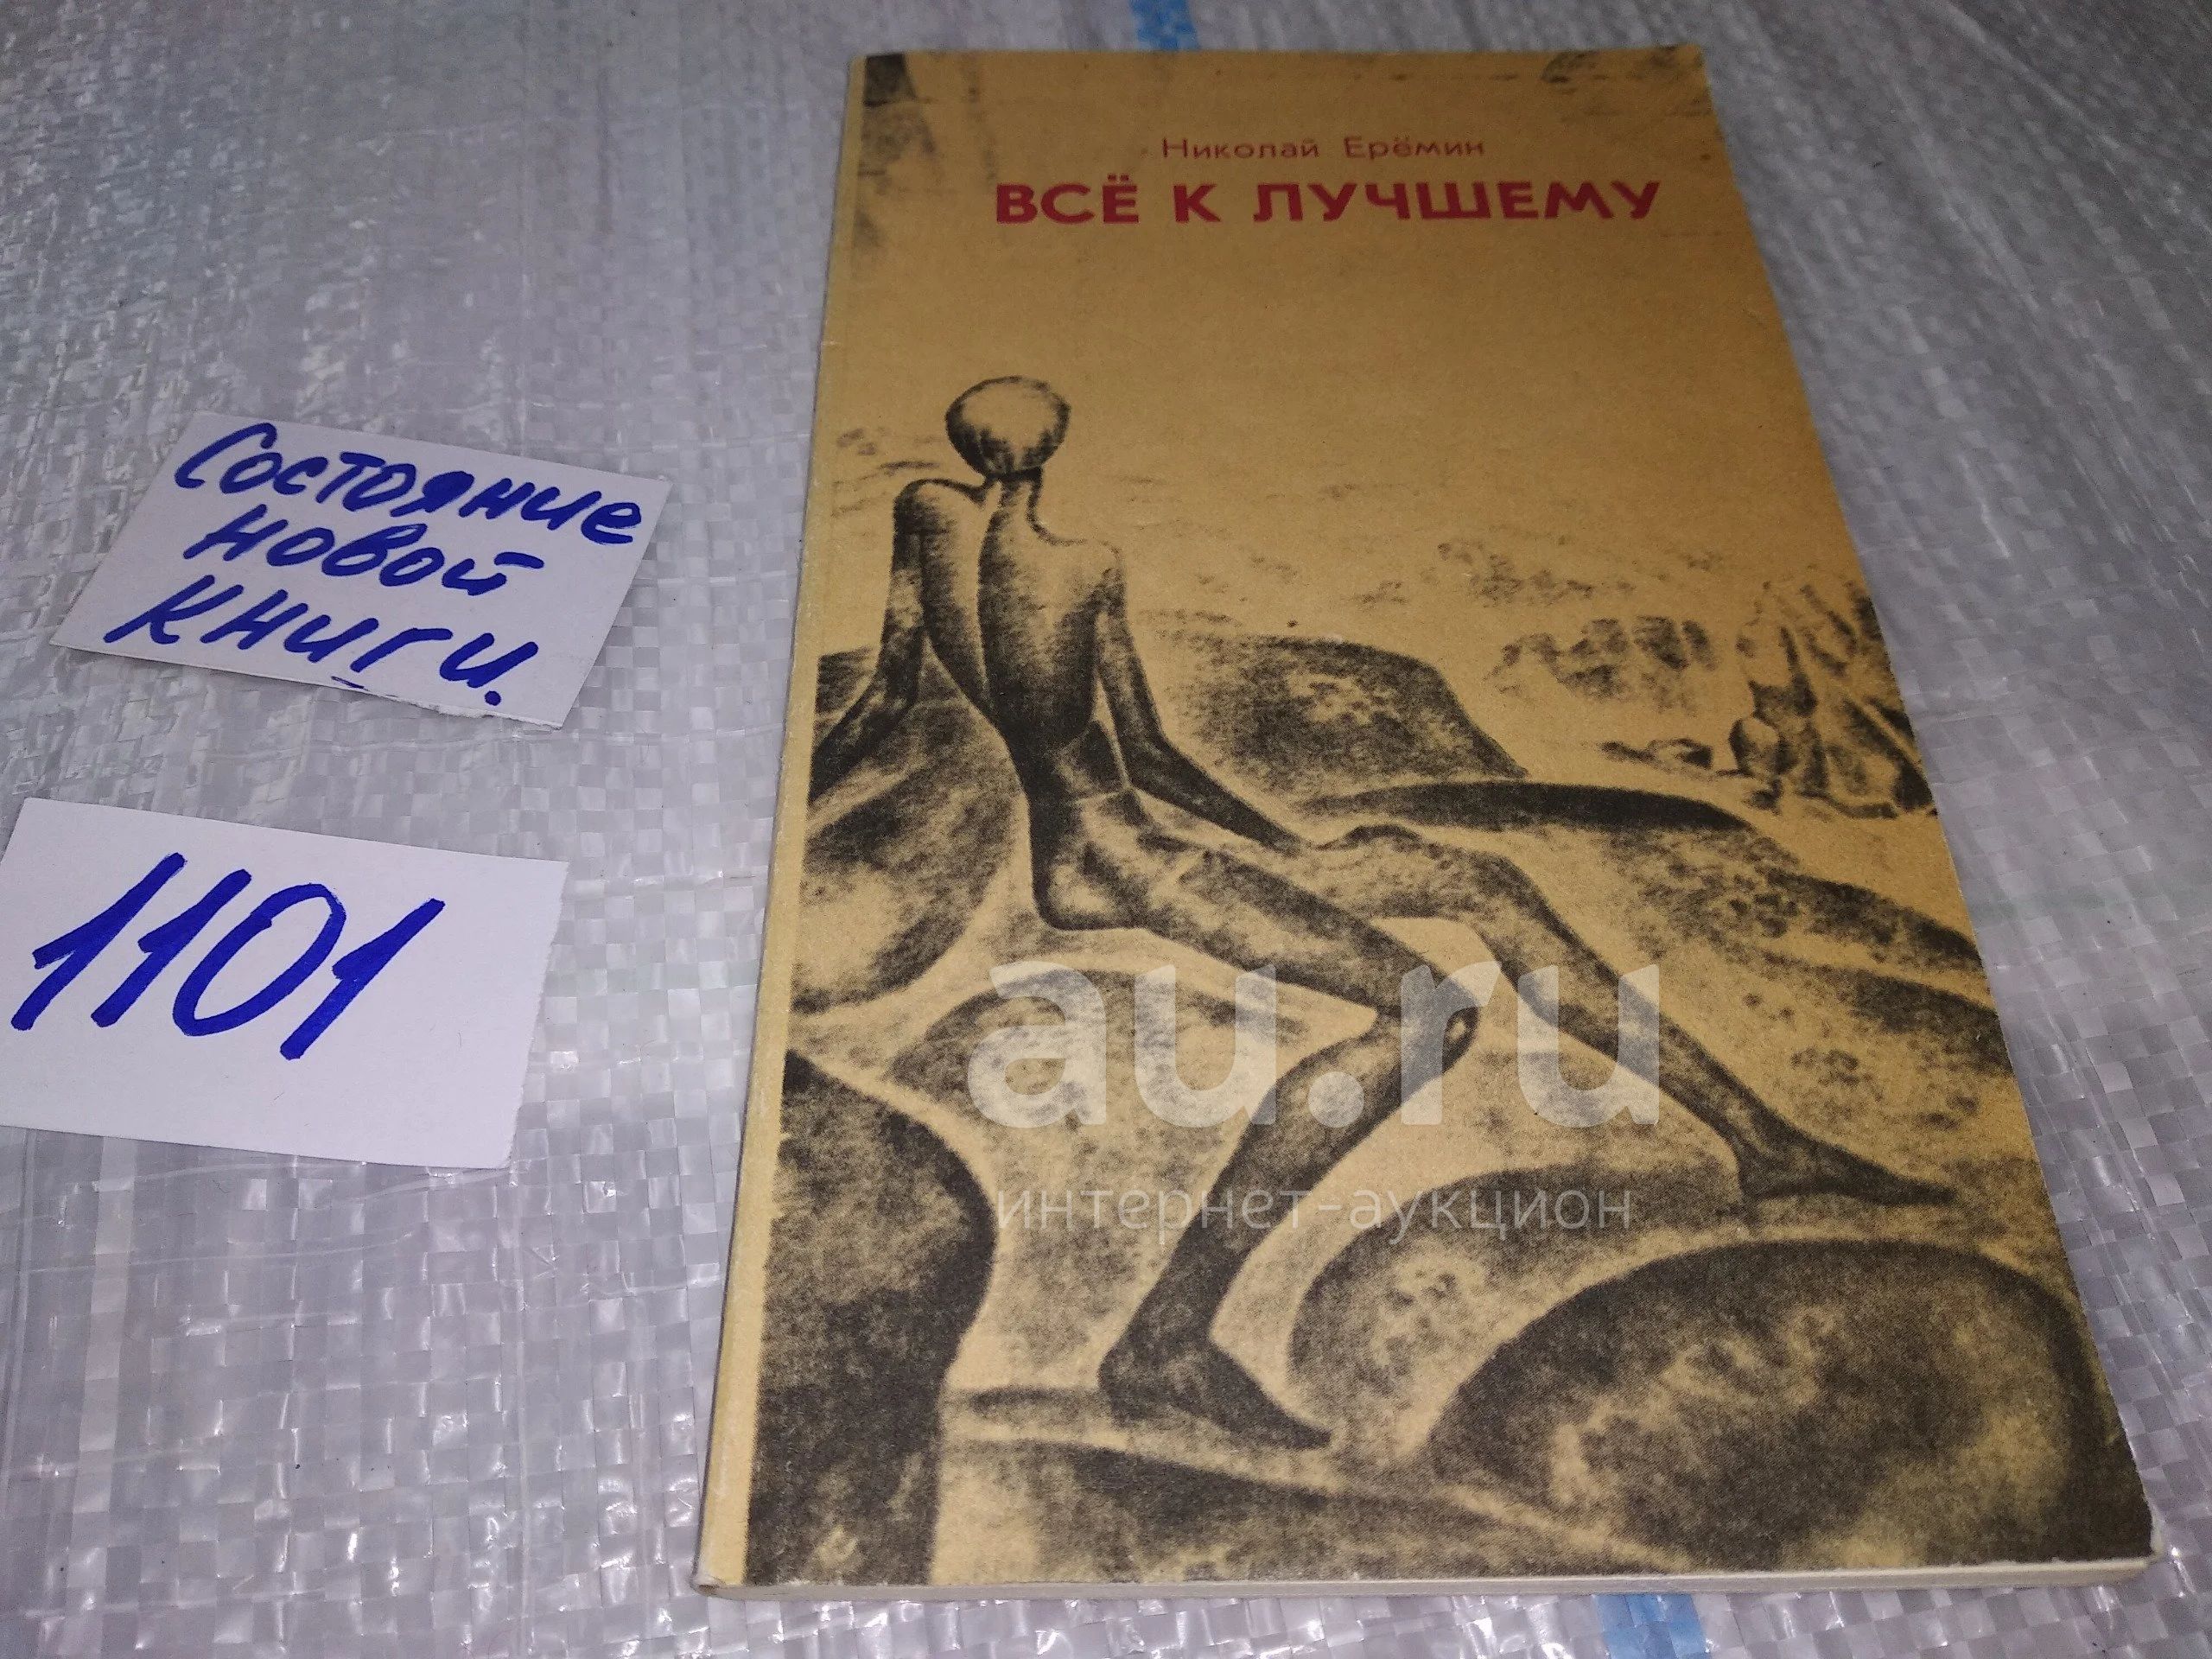 Николай Ерёмин
ВСЁ К ЛУЧШЕМУ
Состояние
новой
книги.
1101
au.ru
интернет-аукцион